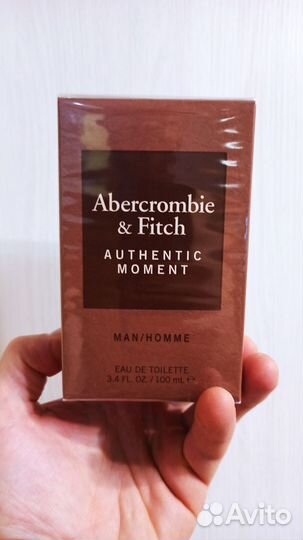 Abercrombie
& Fitch
AUTHENTIC
MOMENT
MAN/HOMME
EAU DE TOILETTE
3.4 FL. OZ. / 100 mL ℮
Avito